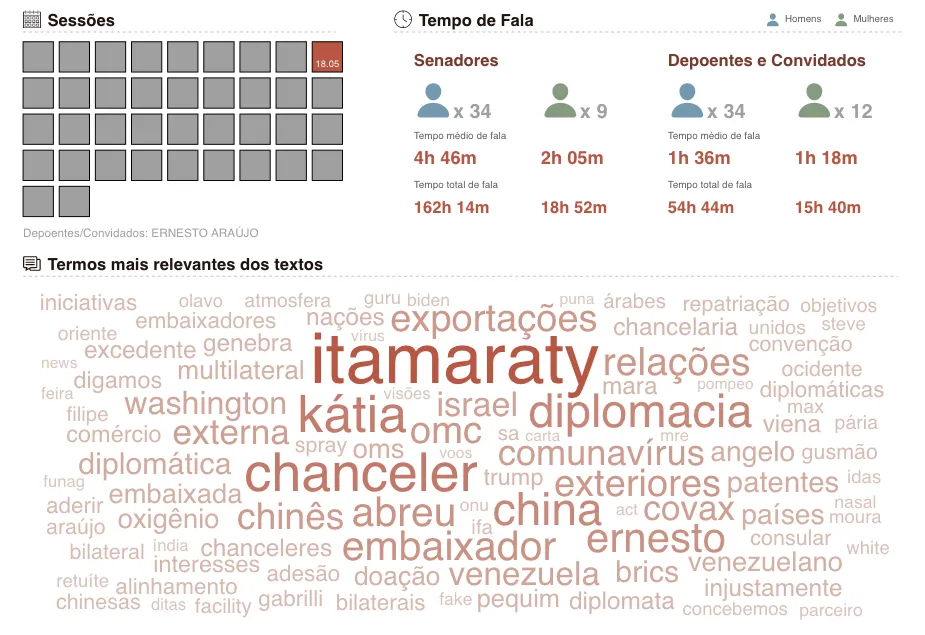 Sessões
18.05
Depoentes/Convidados: ERNESTO ARAÚJO
Tempo de Fala
Homens Mulheres
Senadores Depoentes e Convidados
x 34 x 9 x 34 x 12
Tempo médio de fala Tempo médio de fala
4h 46m 2h 05m 1h 36m 1h 18m
Tempo total de fala Tempo total de fala
162h 14m 18h 52m 54h 44m 15h 40m
Termos mais relevantes dos textos
iniciativas olavo atmosfera guru biden puna árabes repatriação objetivos
oriente embaixadores nações exportações chancelaria unidos steve
news excedente genebra vírus itamaraty relações convenção
feira digamos multilateral visões mara pompeo ocidente diplomáticas
filipe washington kátia israel diplomacia max
comércio externa spray oms omc sa carta mre viena pária
funag diplomática chanceler voos comunavírus angelo gusmão
aderir embaixada trump exteriores patentes idas
araújo oxigênio chinês abreu onu china act covax países nasal moura
bilateral índia chanceleres ifa embaixador ernesto consular white
interesses venezuelano
retuíte alinhamento adesão doação venezuela brics injustamente
chinesas ditas facility gabrilli bilaterais fake pequim diplomata concebemos parceiro